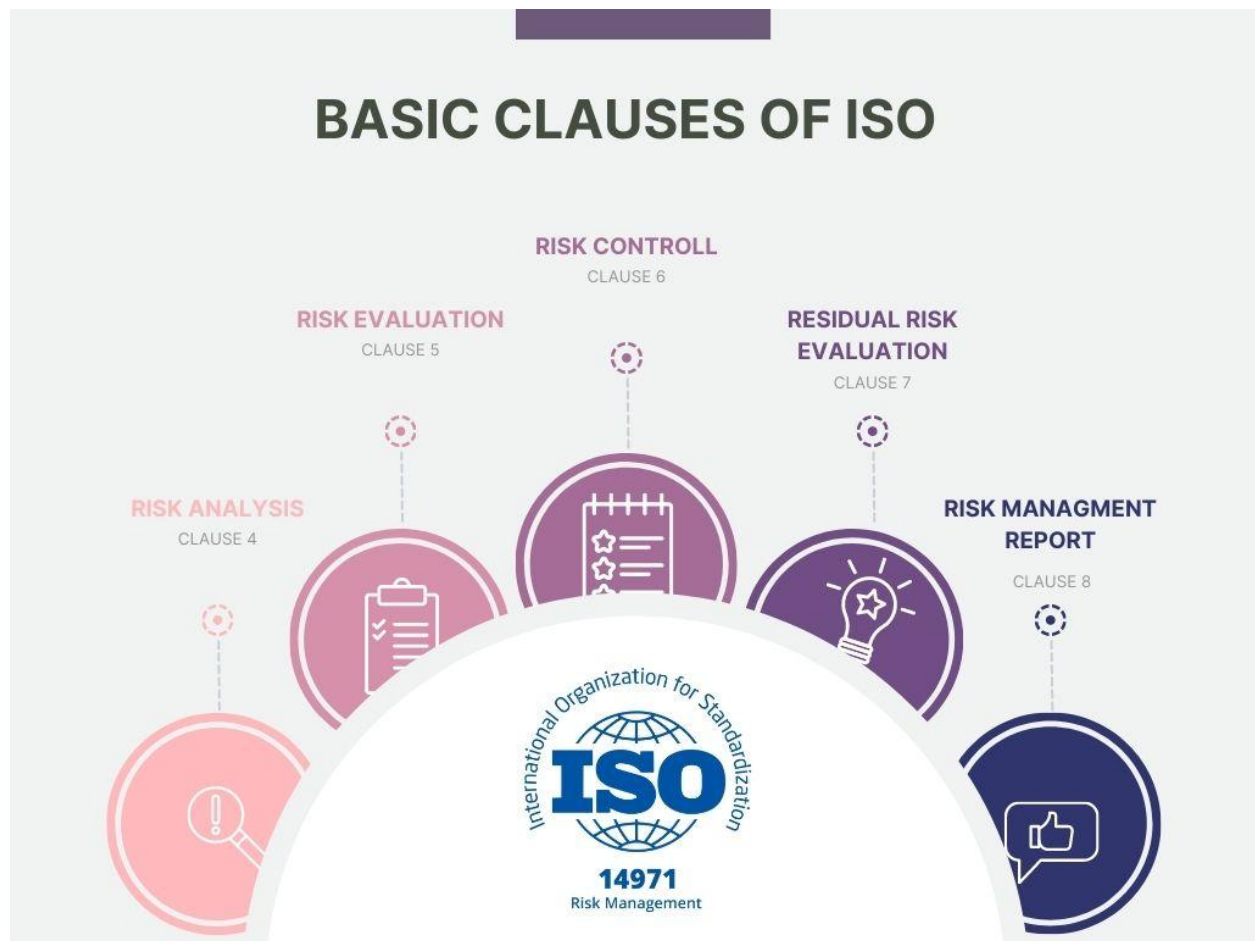 BASIC CLAUSES OF ISO
RISK CONTROLL
CLAUSE 6
RISK EVALUATION
CLAUSE 5
RESIDUAL RISK
EVALUATION
CLAUSE 7
RISK ANALYSIS
CLAUSE 4
RISK MANAGMENT
REPORT
CLAUSE 8
International Organization for Standardization
ISO
14971
Risk Management